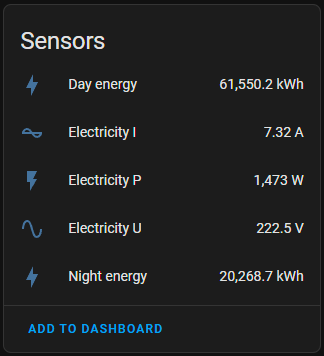 Sensors
Day energy 61,550.2 kWh
Electricity I 7.32 A
Electricity P 1,473 W
Electricity U 222.5 V
Night energy 20,268.7 kWh
ADD TO DASHBOARD